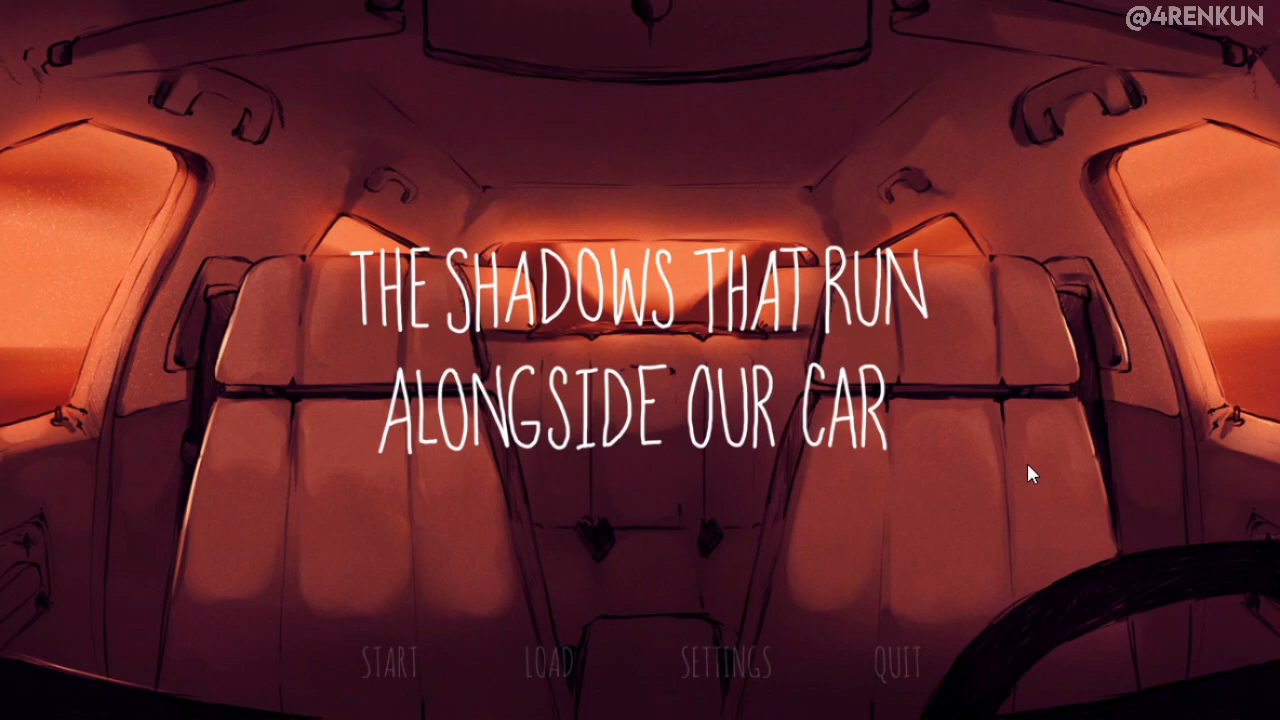 @4RENKUN
THE SHADOWS THAT RUN
ALONGSIDE OUR CAR
START LOAD SETTINGS QUIT